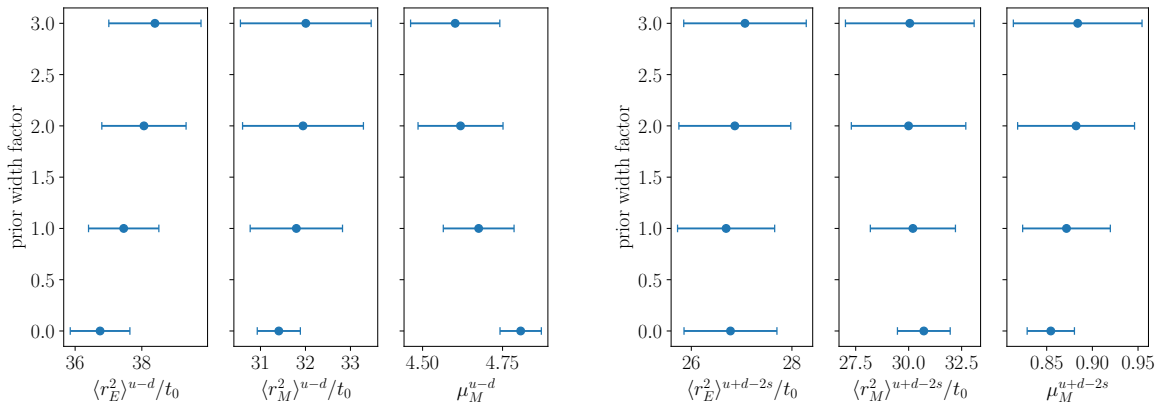 3.0
2.5
2.0
1.5
1.0
0.5
0.0
prior width factor
36 38
⟨r_E^2⟩^{u−d}/t_0
31 32 33
⟨r_M^2⟩^{u−d}/t_0
4.50 4.75
μ_M^{u−d}
prior width factor
26 28
⟨r_E^2⟩^{u+d−2s}/t_0
27.5 30.0 32.5
⟨r_M^2⟩^{u+d−2s}/t_0
0.85 0.90 0.95
μ_M^{u+d−2s}
3.0
2.5
2.0
1.5
1.0
0.5
0.0